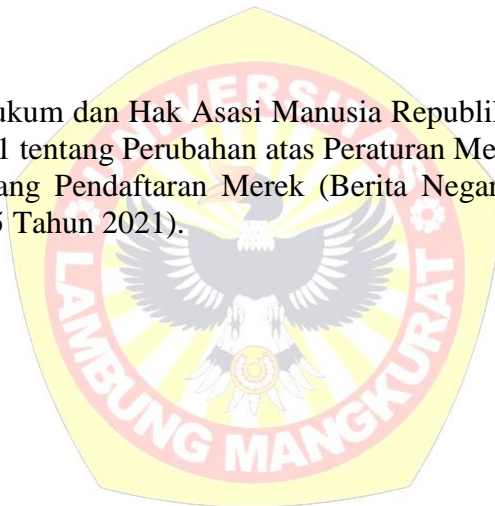 ukum dan Hak Asasi Manusia Republik
1 tentang Perubahan atas Peraturan Me
ang Pendaftaran Merek (Berita Negar
5 Tahun 2021).
UNIVERSITAS
LAMBUNG MANGKURAT